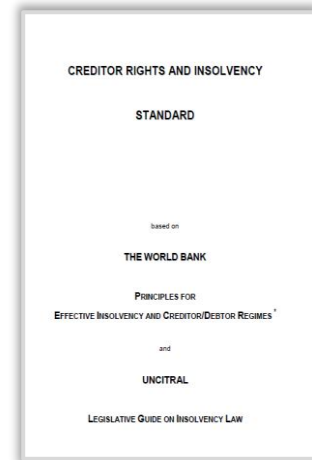 CREDITOR RIGHTS AND INSOLVENCY
STANDARD
based on
THE WORLD BANK
PRINCIPLES FOR
EFFECTIVE INSOLVENCY AND CREDITOR/DEBTOR REGIMES*
and
UNCITRAL
LEGISLATIVE GUIDE ON INSOLVENCY LAW